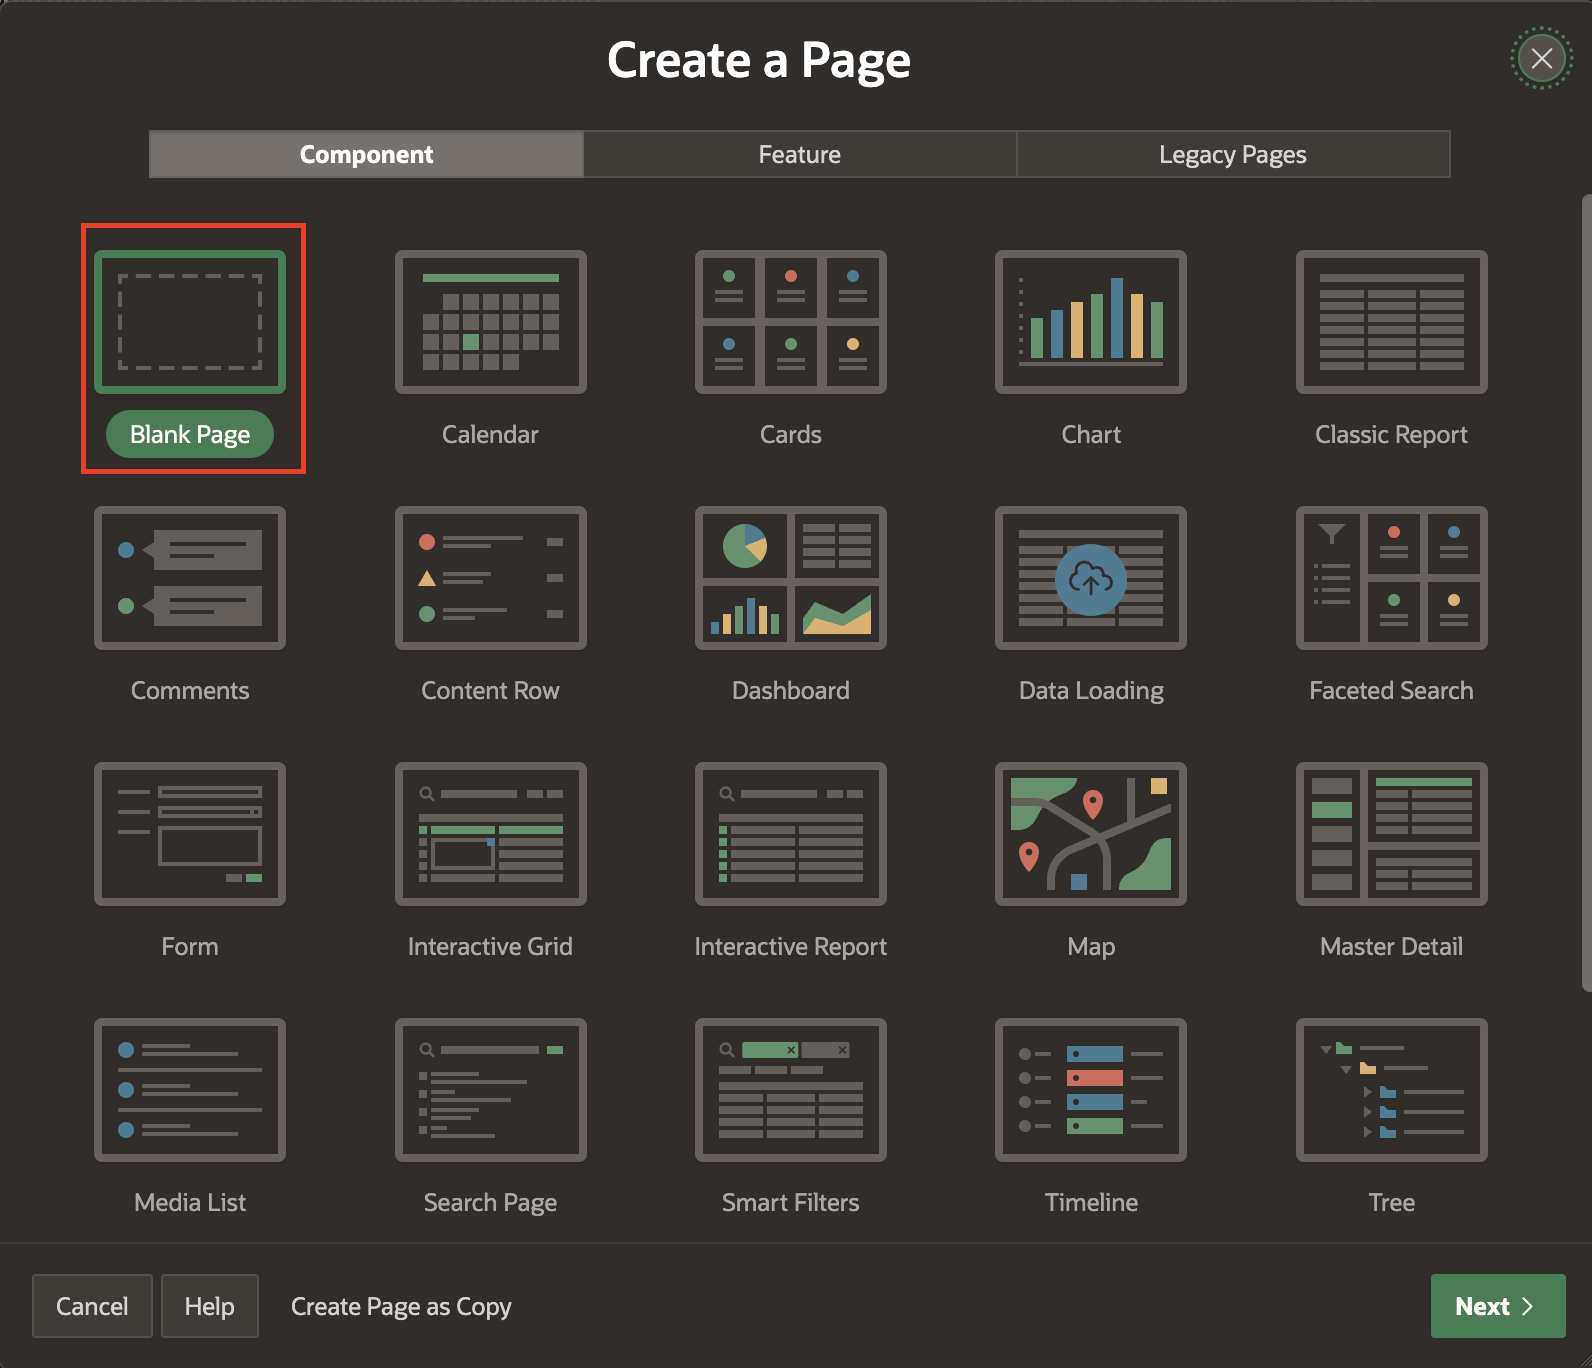 Create a Page
Component Feature Legacy Pages
Blank Page Calendar Cards Chart Classic Report
Comments Content Row Dashboard Data Loading Faceted Search
Form Interactive Grid Interactive Report Map Master Detail
Media List Search Page Smart Filters Timeline Tree
Cancel Help Create Page as Copy Next